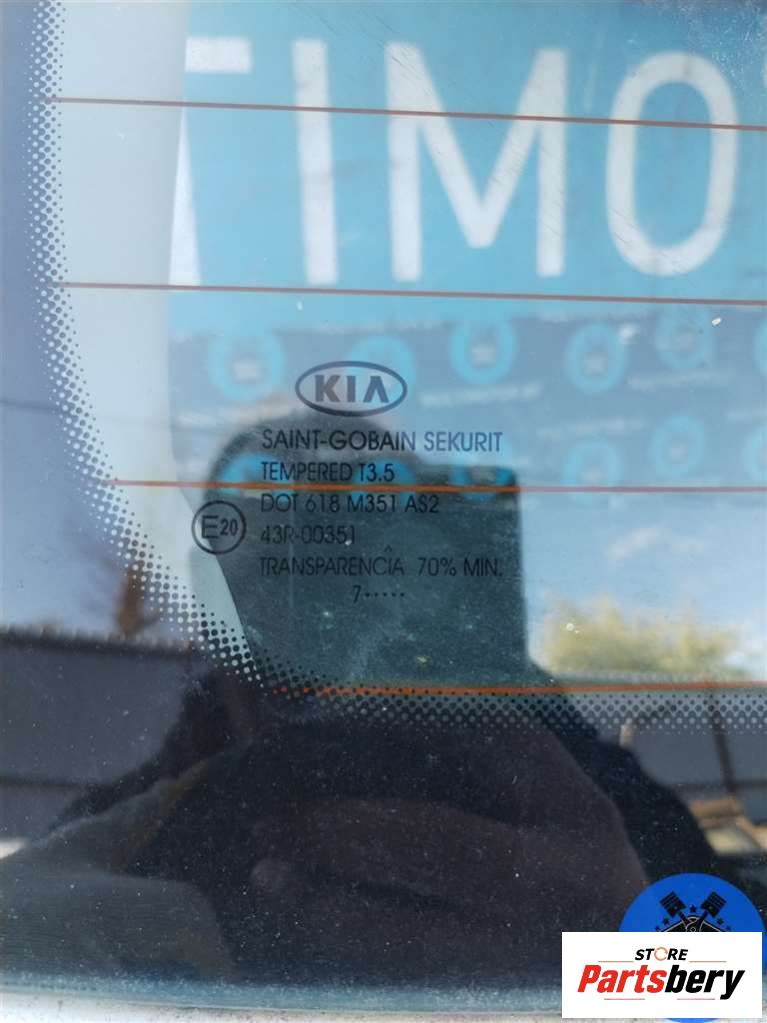 TIMO
KIA
SAINT-GOBAIN SEKURIT
TEMPERED T3.5
DOT 618 M351 AS2
E20
43R-00351
TRANSPARENCÎA 70% MIN.
7·····
STORE
Partsbery